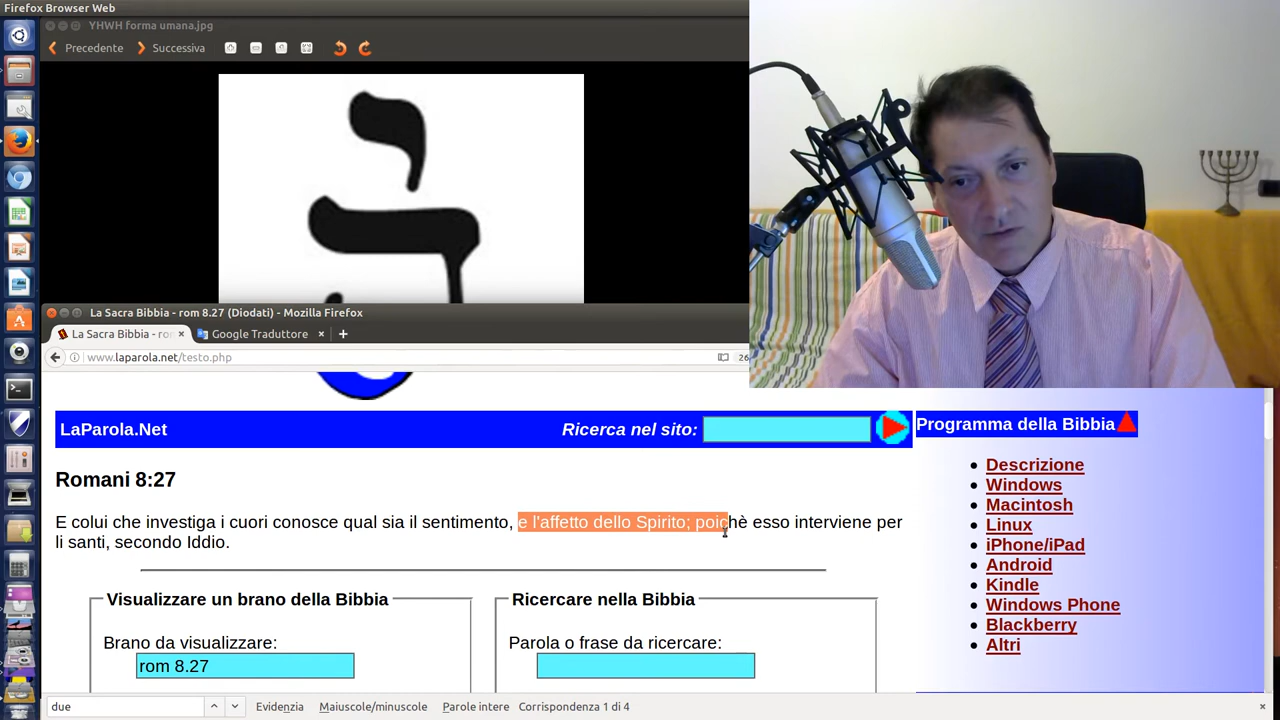 Firefox Browser Web
YHWH forma umana.jpg
Precedente Successiva
י
ה
La Sacra Bibbia - rom 8.27 (Diodati) - Mozilla Firefox
La Sacra Bibbia - ro Google Traduttore
www.laparola.net/testo.php
26
LaParola.Net Ricerca nel sito:
Programma della Bibbia
Romani 8:27
E colui che investiga i cuori conosce qual sia il sentimento, e l'affetto dello Spirito; poichè esso interviene per
li santi, secondo Iddio.
Descrizione
Windows
Macintosh
Linux
iPhone/iPad
Android
Kindle
Windows Phone
Blackberry
Altri
Visualizzare un brano della Bibbia
Brano da visualizzare:
rom 8.27
Ricercare nella Bibbia
Parola o frase da ricercare:
due Evidenzia Maiuscole/minuscole Parole intere Corrispondenza 1 di 4